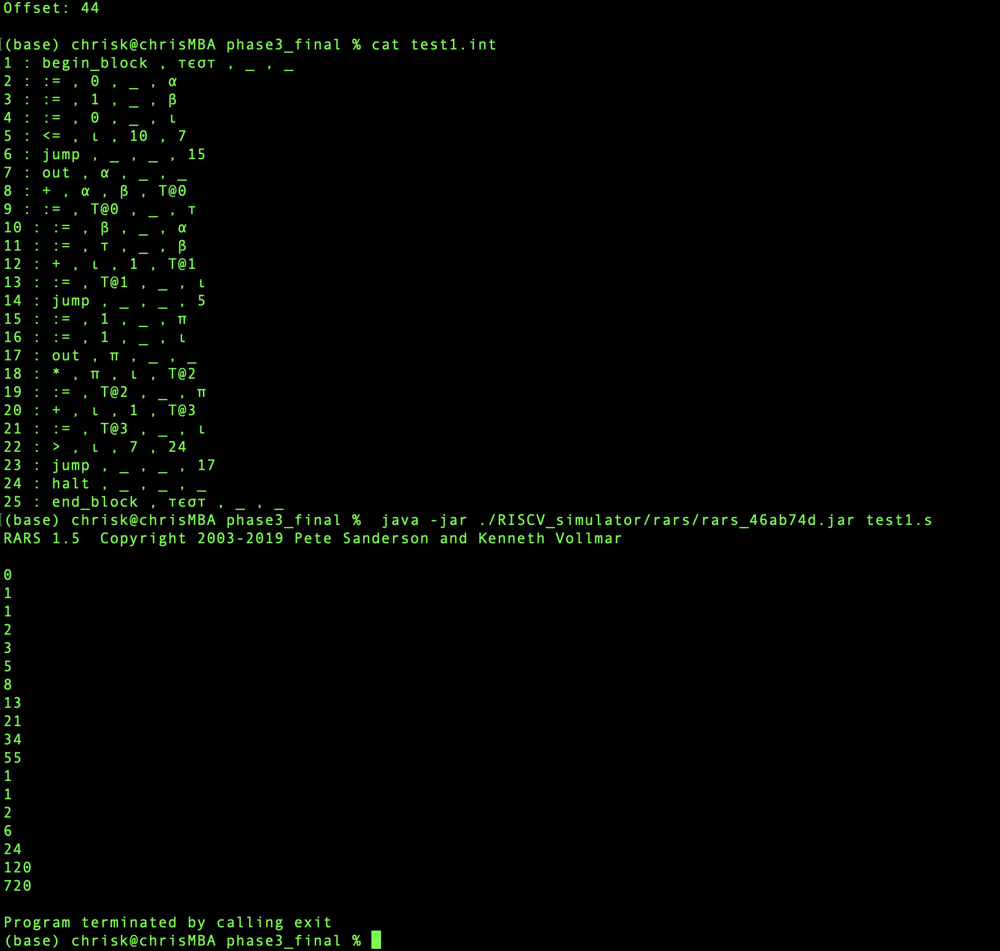 Offset: 44
(base) chrisk@chrisMBA phase3_final % cat test1.int
1 : begin_block , τϵστ , _ , _
2 : := , 0 , _ , α
3 : := , 1 , _ , β
4 : := , 0 , _ , ι
5 : <= , ι , 10 , 7
6 : jump , _ , _ , 15
7 : out , α , _ , _
8 : + , α , β , T@0
9 : := , T@0 , _ , τ
10 : := , β , _ , α
11 : := , τ , _ , β
12 : + , ι , 1 , T@1
13 : := , T@1 , _ , ι
14 : jump , _ , _ , 5
15 : := , 1 , _ , π
16 : := , 1 , _ , ι
17 : out , π , _ , _
18 : * , π , ι , T@2
19 : := , T@2 , _ , π
20 : + , ι , 1 , T@3
21 : := , T@3 , _ , ι
22 : > , ι , 7 , 24
23 : jump , _ , _ , 17
24 : halt , _ , _ , _
25 : end_block , τϵστ , _ , _
(base) chrisk@chrisMBA phase3_final %  java -jar ./RISCV_simulator/rars/rars_46ab74d.jar test1.s
RARS 1.5  Copyright 2003-2019 Pete Sanderson and Kenneth Vollmar
0
1
1
2
3
5
8
13
21
34
55
1
1
2
6
24
120
720
Program terminated by calling exit
(base) chrisk@chrisMBA phase3_final %